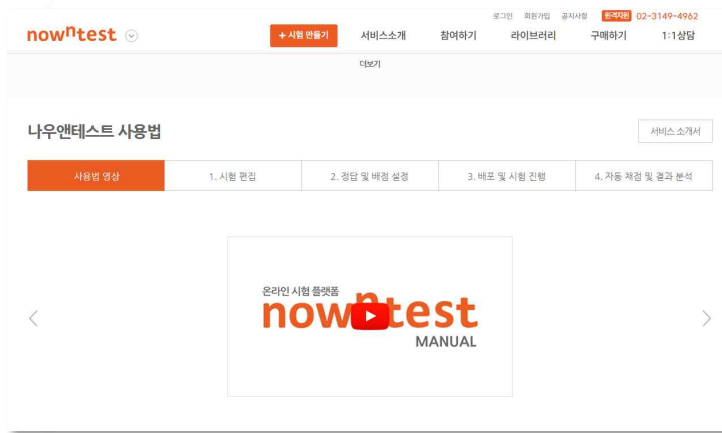 로그인 회원가입 공지사항 원격지원 02-3149-4962
nowntest + 시험 만들기 서비스소개 참여하기 라이브러리 구매하기 1:1상담
더보기
나우앤테스트 사용법 서비스 소개서
사용법 영상 1. 시험 편집 2. 정답 및 배점 설정 3. 배포 및 시험 진행 4. 자동 채점 및 결과 분석
온라인 시험 플랫폼
nowntest
MANUAL